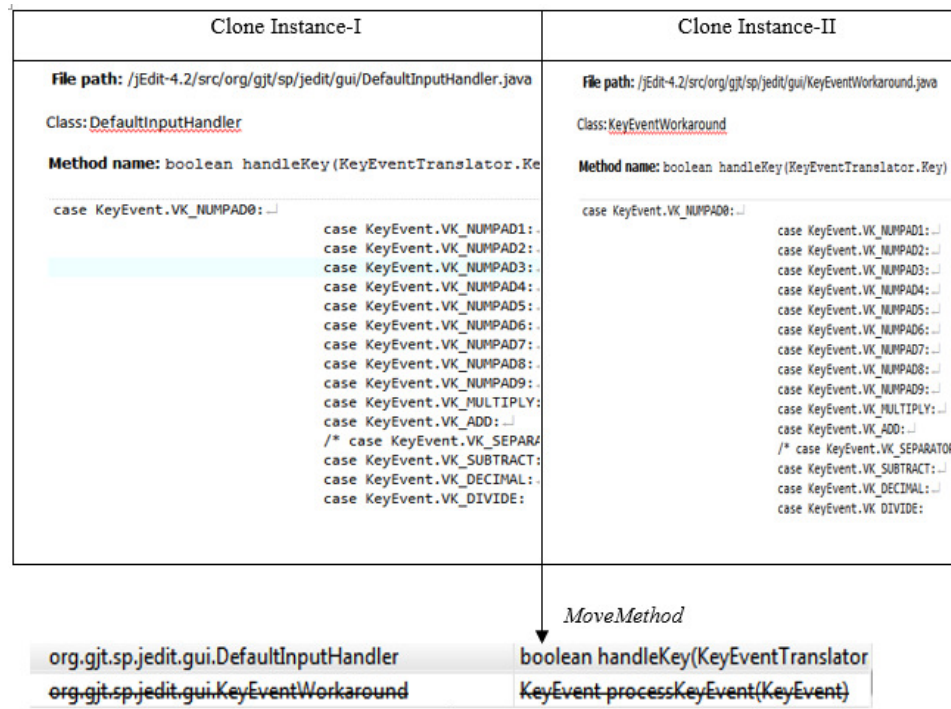 Clone Instance-I
File path: /jEdit-4.2/src/org/gjt/sp/jedit/gui/DefaultInputHandler.java
Class: DefaultInputHandler
Method name: boolean handleKey(KeyEventTranslator.Ke
case KeyEvent.VK_NUMPAD0:
case KeyEvent.VK_NUMPAD1:
case KeyEvent.VK_NUMPAD2:
case KeyEvent.VK_NUMPAD3:
case KeyEvent.VK_NUMPAD4:
case KeyEvent.VK_NUMPAD5:
case KeyEvent.VK_NUMPAD6:
case KeyEvent.VK_NUMPAD7:
case KeyEvent.VK_NUMPAD8:
case KeyEvent.VK_NUMPAD9:
case KeyEvent.VK_MULTIPLY:
case KeyEvent.VK_ADD:
/* case KeyEvent.VK_SEPARA
case KeyEvent.VK_SUBTRACT:
case KeyEvent.VK_DECIMAL:
case KeyEvent.VK_DIVIDE:
Clone Instance-II
File path: /jEdit-4.2/src/org/gjt/sp/jedit/gui/KeyEventWorkaround.java
Class: KeyEventWorkaround
Method name: boolean handleKey(KeyEventTranslator.Key)
case KeyEvent.VK_NUMPAD0:
case KeyEvent.VK_NUMPAD1:
case KeyEvent.VK_NUMPAD2:
case KeyEvent.VK_NUMPAD3:
case KeyEvent.VK_NUMPAD4:
case KeyEvent.VK_NUMPAD5:
case KeyEvent.VK_NUMPAD6:
case KeyEvent.VK_NUMPAD7:
case KeyEvent.VK_NUMPAD8:
case KeyEvent.VK_NUMPAD9:
case KeyEvent.VK_MULTIPLY:
case KeyEvent.VK_ADD:
/* case KeyEvent.VK_SEPARATOR
case KeyEvent.VK_SUBTRACT:
case KeyEvent.VK_DECIMAL:
case KeyEvent.VK DIVIDE:
MoveMethod
org.gjt.sp.jedit.gui.DefaultInputHandler boolean handleKey(KeyEventTranslator
org.gjt.sp.jedit.gui.KeyEventWorkaround KeyEvent processKeyEvent(KeyEvent)